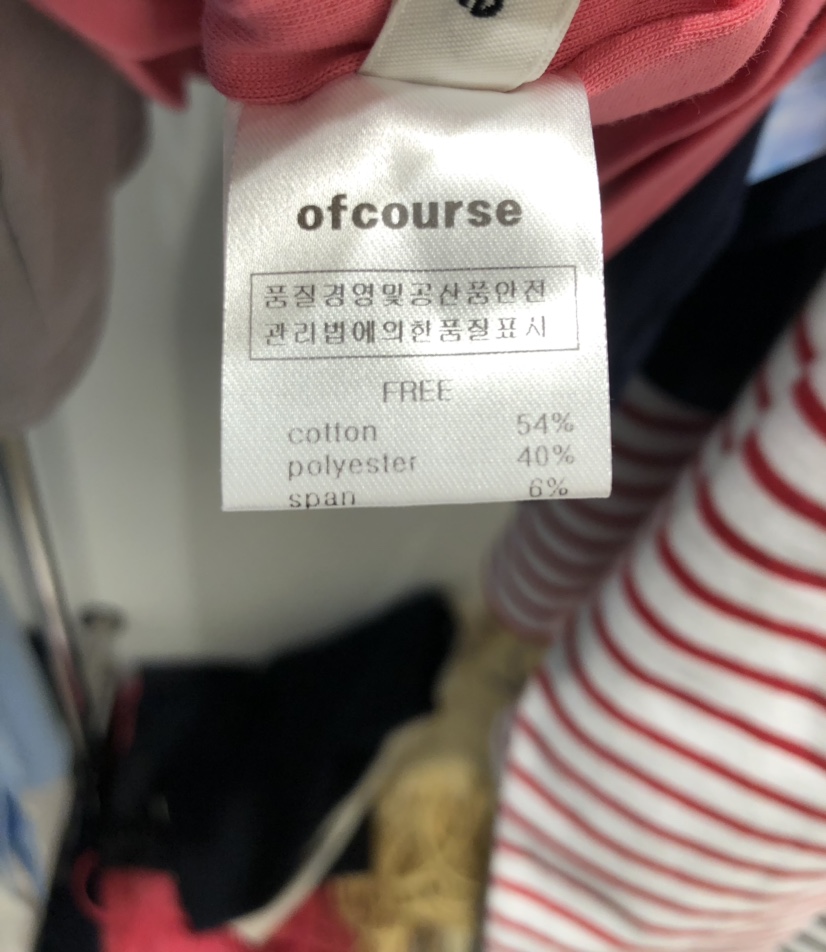 ofcourse
품질경영및공산품안전
관리법에의한품질표시
FREE
cotton 54%
polyester 40%
span 6%